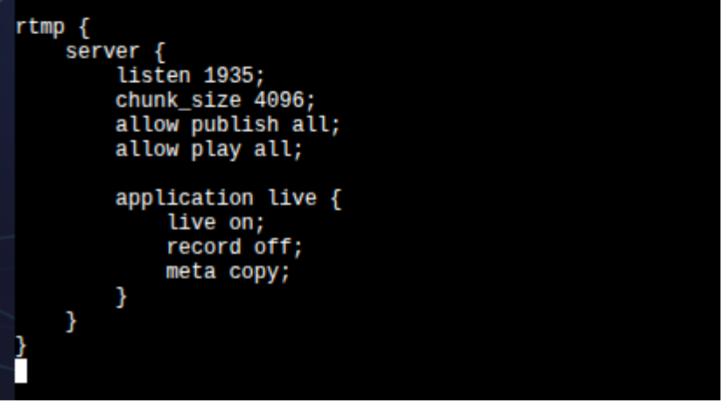 rtmp {
    server {
        listen 1935;
        chunk_size 4096;
        allow publish all;
        allow play all;

        application live {
            live on;
            record off;
            meta copy;
        }
    }
}